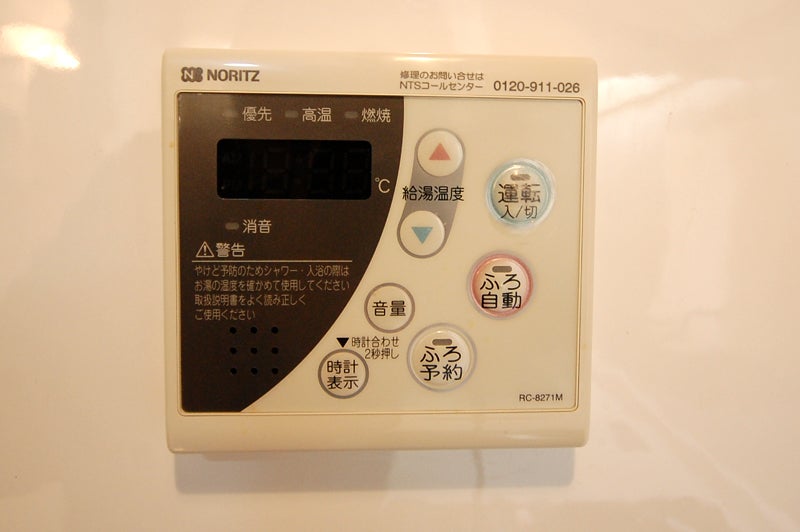 NORITZ
修理のお問い合せは
NTSコールセンター 0120-911-026
優先 高温 燃焼
℃
給湯温度
運転
入/切
消音
警告
やけど予防のためシャワー・入浴の際は
お湯の温度を確かめて使用してください
取扱説明書をよく読み正しく
ご使用ください
ふろ
自動
音量
▼時計合わせ
2秒押し
時計
表示
ふろ
予約
RC-8271M